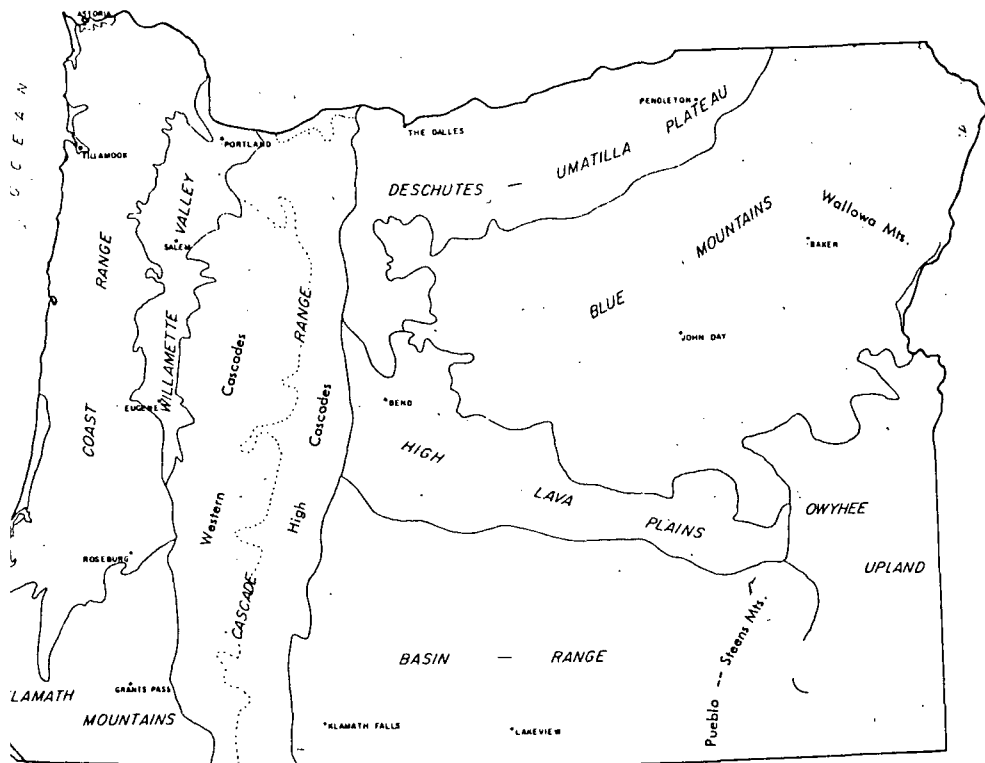 ASTORIA
OCEAN
TILLAMOOK
PORTLAND
THE DALLES
PENDLETON
DESCHUTES — UMATILLA PLATEAU
COAST RANGE
WILLAMETTE VALLEY
SALEM
EUGENE
CASCADE RANGE
Western Cascades
High Cascades
BLUE MOUNTAINS
Wallowa Mts.
BAKER
JOHN DAY
BEND
HIGH LAVA PLAINS
OWYHEE
UPLAND
ROSEBURG
BASIN — RANGE
Pueblo -- Steens Mts.
LAMATH
MOUNTAINS
GRANTS PASS
KLAMATH FALLS
LAKEVIEW